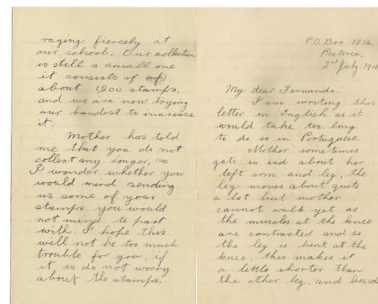 raging fiercely at
our school. Our collection
is still a small one
it consists of
about 1,200 stamps,
and we are now trying
our hardest to increase
it.
Mother has told
me that you do not
collect any longer, so
I wonder whether you
would mind sending
us some of your
stamps you would
not mind to part
with. I hope this
will not be too much
trouble for you, if
it is do not worry
about the stamps.
P.O. Box 1214,
Pretoria,
2nd July
My dear Fernando.
I am writing this
letter in English as it
would take too long
to do so in Portuguese.
Mother sometimes
gets is sad about her
left arm and leg, the
leg moves about quite
a lot but mother
cannot walk yet as
the muscles at the knee
are contracted and so
the leg is bent at the
knee, this makes it
a little shorter than
the other leg, and